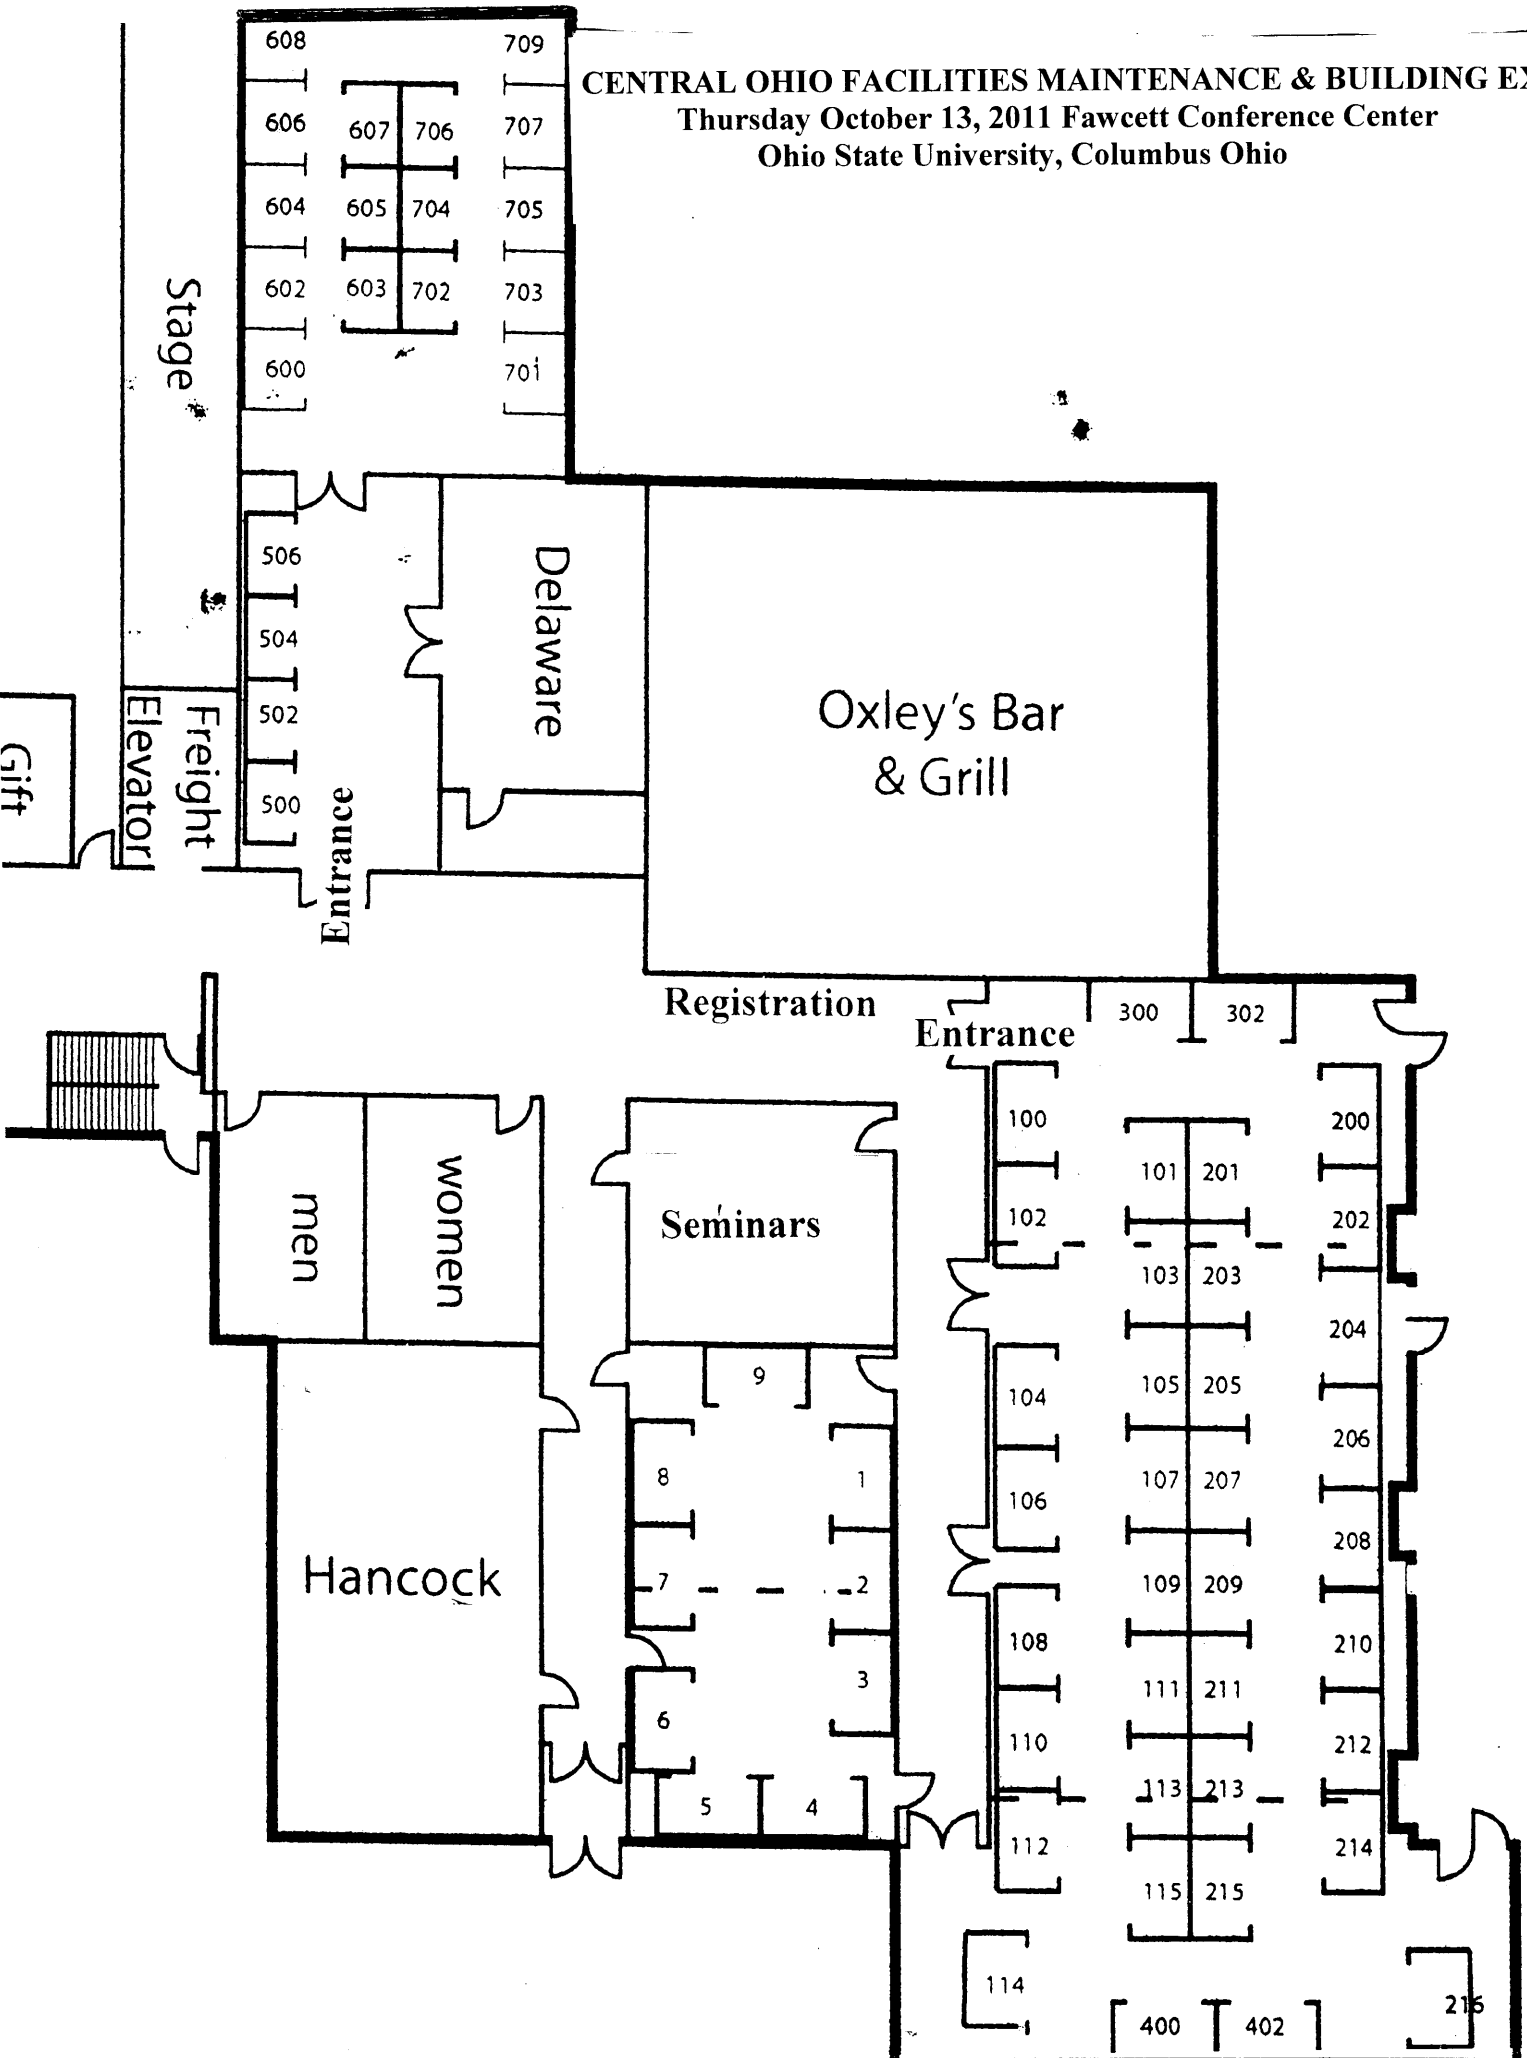 CENTRAL OHIO FACILITIES MAINTENANCE & BUILDING EX
Thursday October 13, 2011 Fawcett Conference Center
Ohio State University, Columbus Ohio
608 709
606 607 706 707
604 605 704 705
602 603 702 703
600 701
Stage
506
504
502
500
Delaware
Oxley's Bar
& Grill
Freight
Elevator
Gift
Entrance
Registration
Entrance
300 302
100 200
101 201
102 202
103 203
204
104 105 205
206
106 107 207
208
109 209
108 210
111 211
110 212
113 213
112 214
115 215
114 216
400 402
men
women
Seminars
Hancock
9
8 1
7 2
3
6
5 4